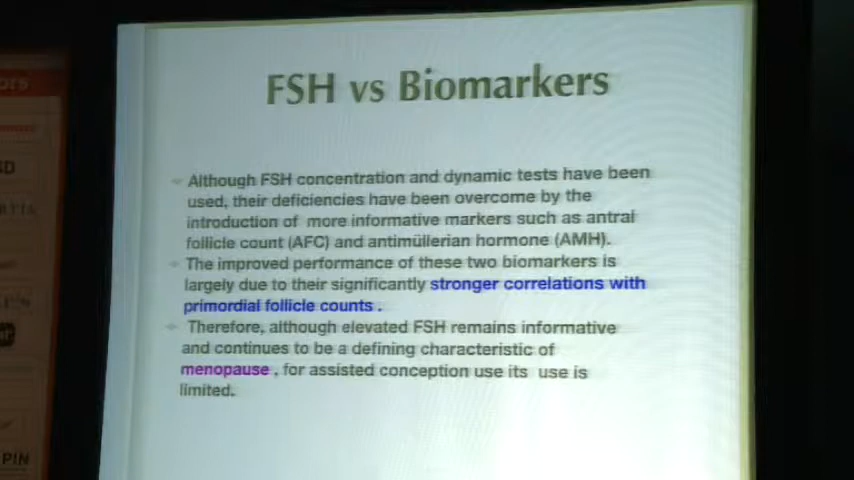 FSH vs Biomarkers
Although FSH concentration and dynamic tests have been
used, their deficiencies have been overcome by the
introduction of more informative markers such as antral
follicle count (AFC) and antimüllerian hormone (AMH).
The improved performance of these two biomarkers is
largely due to their significantly stronger correlations with
primordial follicle counts .
Therefore, although elevated FSH remains informative
and continues to be a defining characteristic of
menopause , for assisted conception use its use is
limited.
PIN